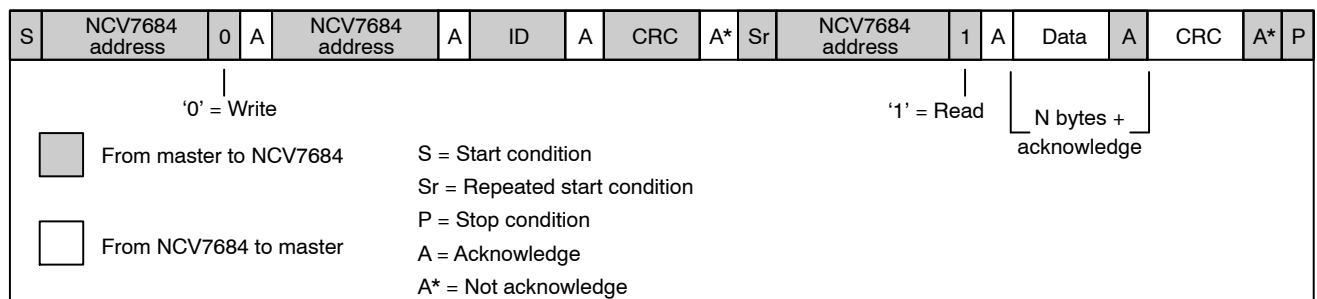 S NCV7684 address 0 A NCV7684 address A ID A CRC A* Sr NCV7684 address 1 A Data A CRC A* P
‘0’ = Write
‘1’ = Read
N bytes +
acknowledge
From master to NCV7684
From NCV7684 to master
S = Start condition
Sr = Repeated start condition
P = Stop condition
A = Acknowledge
A* = Not acknowledge